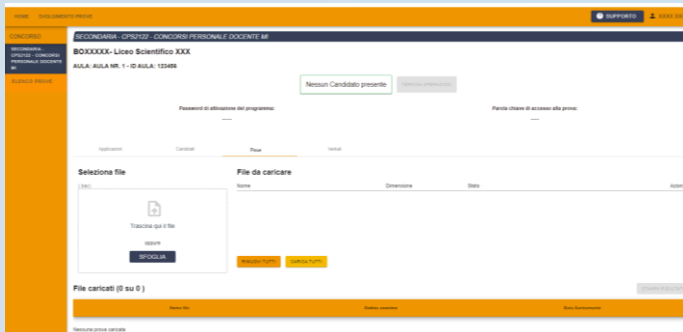 HOME SVOLGIMENTO PROVE
SUPPORTO
CONCORSO
SECONDARIA - CPS2122 - CONCORSI PERSONALE DOCENTE MI
SECONDARIA - CPS2122 - CONCORSI PERSONALE DOCENTE MI
BOXXXXX- Liceo Scientifico XXX
AULA: AULA NR. 1 - ID AULA: 123456
ELENCO PROVE
Nessun Candidato presente
Password di attivazione del programma:
-----
Parola chiave di accesso alla prova:
----
Applicazioni Candidati Prove Verbali
Seleziona file
File da caricare
Nome Dimensione Stato
Trascina qui il file
oppure
SFOGLIA
RIMUOVI TUTTI CARICA TUTTI
File caricati (0 su 0 )
Nome file
Nessuna prova caricata